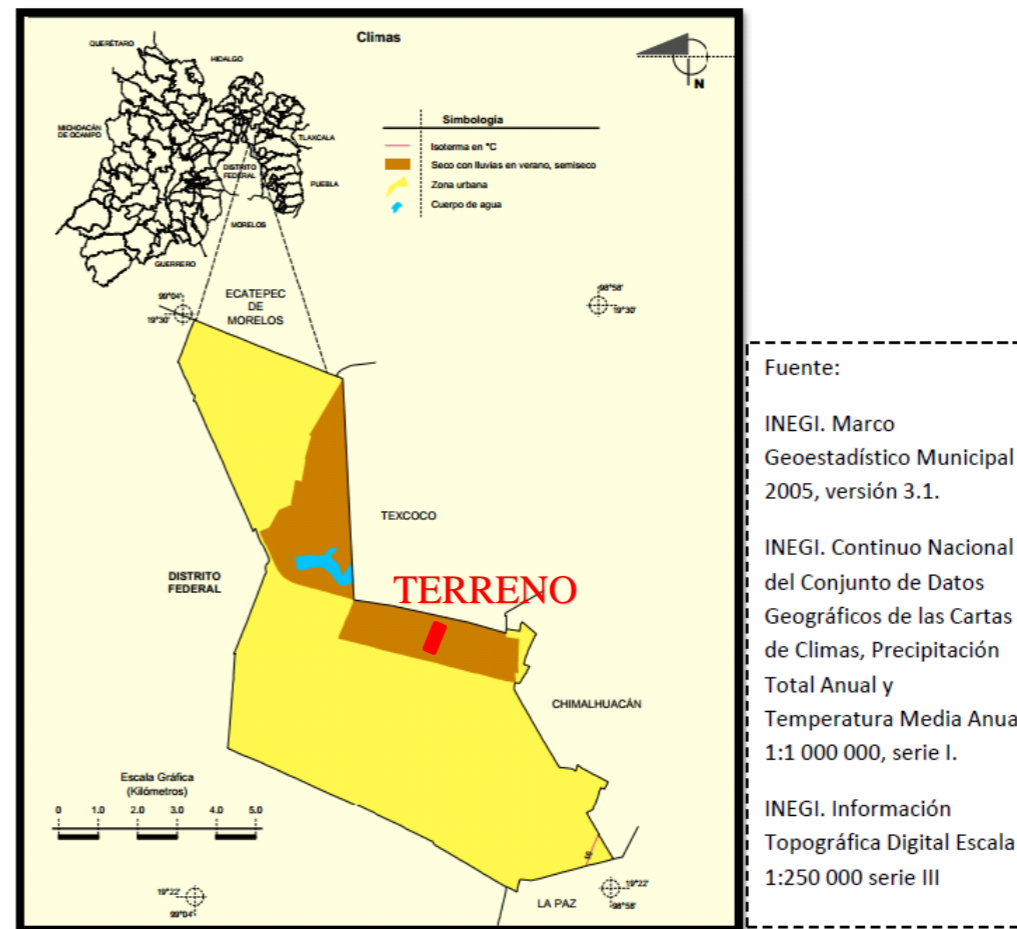 Climas
QUERÉTARO
HIDALGO
MICHOACÁN
DE OCAMPO
TLAXCALA
DISTRITO
FEDERAL
PUEBLA
MORELOS
GUERRERO
N
Simbología
Isoterma en °C
Seco con lluvias en verano, semiseco
Zona urbana
Cuerpo de agua
99°04'
19°30'
ECATEPEC
DE
MORELOS
98°58'
19°30'
TEXCOCO
DISTRITO
FEDERAL
TERRENO
CHIMALHUACÁN
Escala Gráfica
(Kilómetros)
0 1.0 2.0 3.0 4.0 5.0
19°22'
99°04'
LA PAZ
19°22'
98°58'
Fuente:
INEGI. Marco
Geoestadístico Municipal
2005, versión 3.1.
INEGI. Continuo Nacional
del Conjunto de Datos
Geográficos de las Cartas
de Climas, Precipitación
Total Anual y
Temperatura Media Anua
1:1 000 000, serie I.
INEGI. Información
Topográfica Digital Escala
1:250 000 serie III